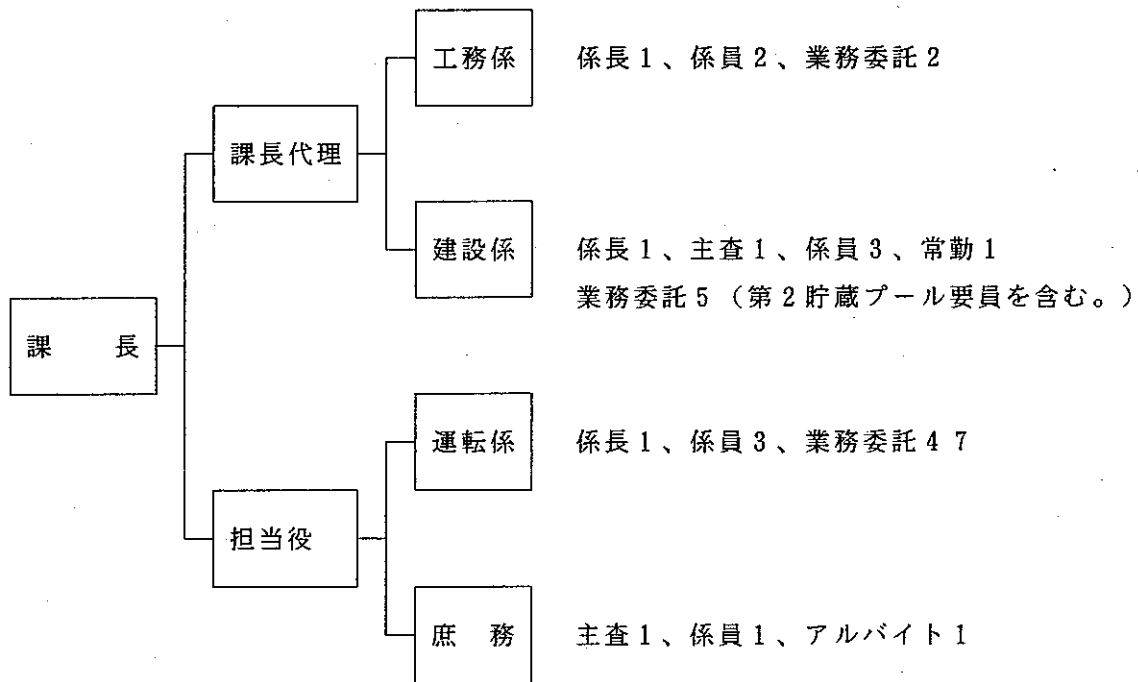 工務係
係長1、係員2、業務委託2
課長代理
建設係
係長1、主査1、係員3、常勤1
業務委託5（第2貯蔵プール要員を含む。）
課　　長
運転係
係長1、係員3、業務委託47
担当役
庶　務
主査1、係員1、アルバイト1